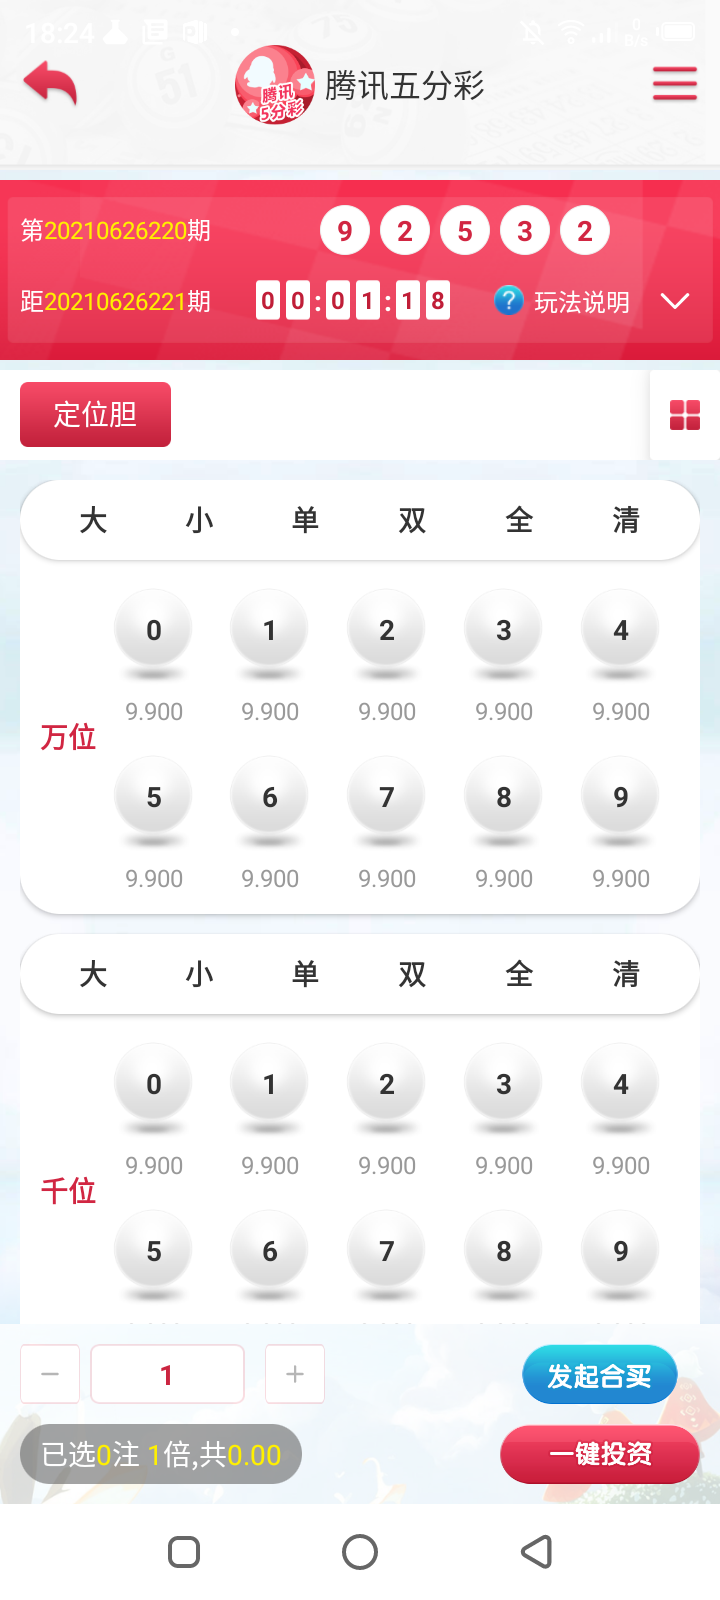 18:24
0
B/s
腾讯
5分彩
腾讯五分彩
第20210626220期
9 2 5 3 2
距20210626221期
00:01:18
? 玩法说明
定位胆
大 小 单 双 全 清
0 1 2 3 4
9.900 9.900 9.900 9.900 9.900
万位
5 6 7 8 9
9.900 9.900 9.900 9.900 9.900
大 小 单 双 全 清
0 1 2 3 4
9.900 9.900 9.900 9.900 9.900
千位
5 6 7 8 9
— 1 +
发起合买
已选0注 1倍,共0.00
一键投资